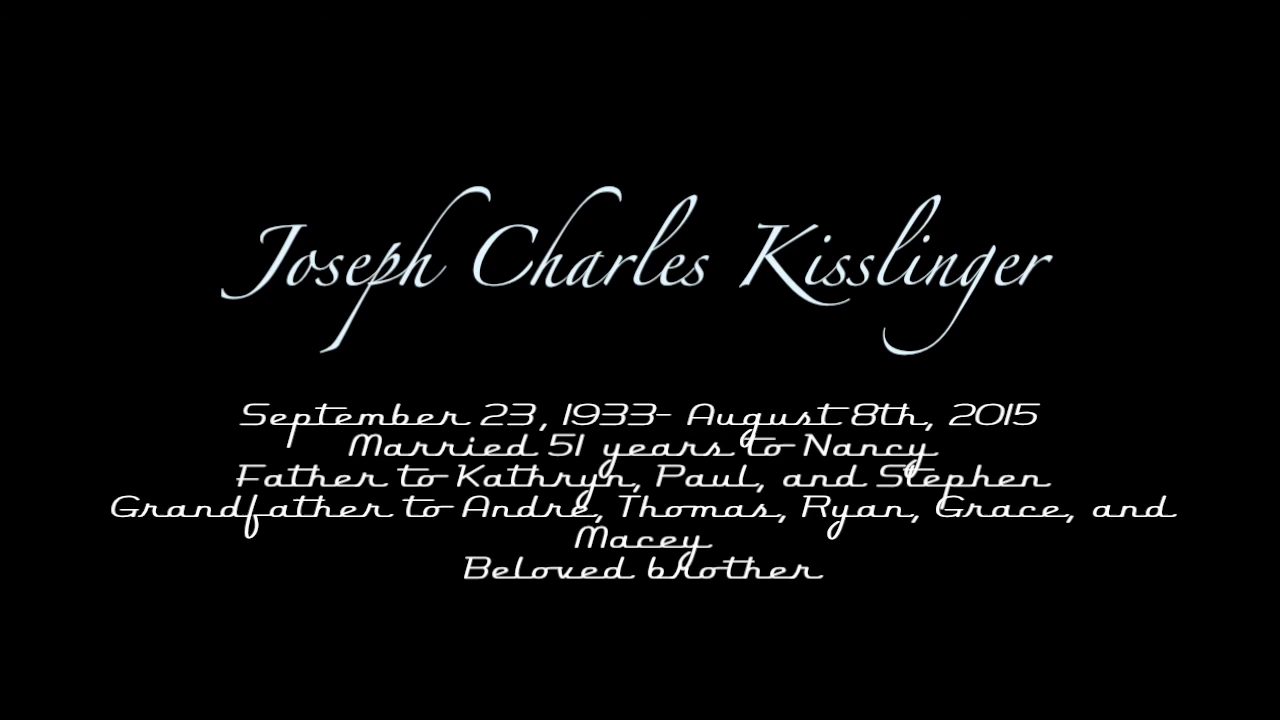 Joseph Charles Kisslinger
September 23, 1933- August 8th, 2015
Married 51 years to Nancy
Father to Kathryn, Paul, and Stephen
Grandfather to Andre, Thomas, Ryan, Grace, and
Macey
Beloved brother